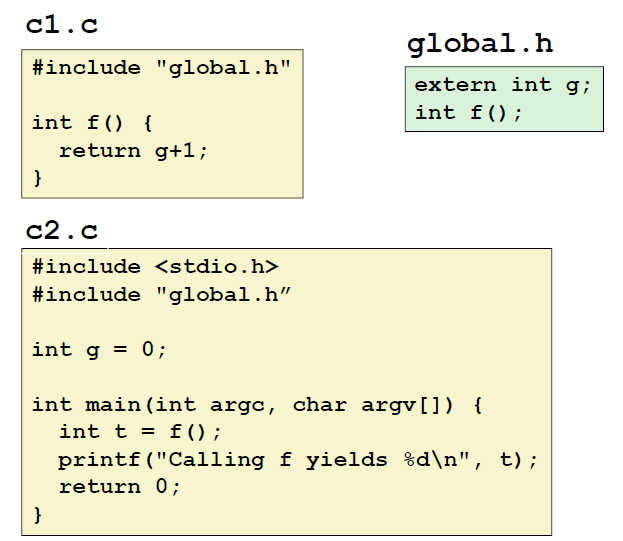 c1.c
#include "global.h"

int f() {
  return g+1;
}
global.h
extern int g;
int f();
c2.c
#include <stdio.h>
#include "global.h”

int g = 0;

int main(int argc, char argv[]) {
  int t = f();
  printf("Calling f yields %d\n", t);
  return 0;
}